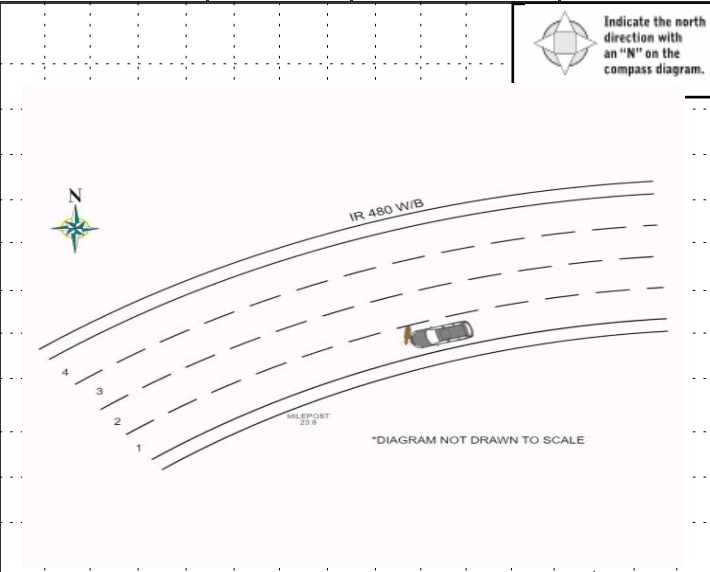 Indicate the north
direction with
an “N” on the
compass diagram.
N
IR 480 W/B
4
3
2
1
MILEPOST
23.8
*DIAGRAM NOT DRAWN TO SCALE